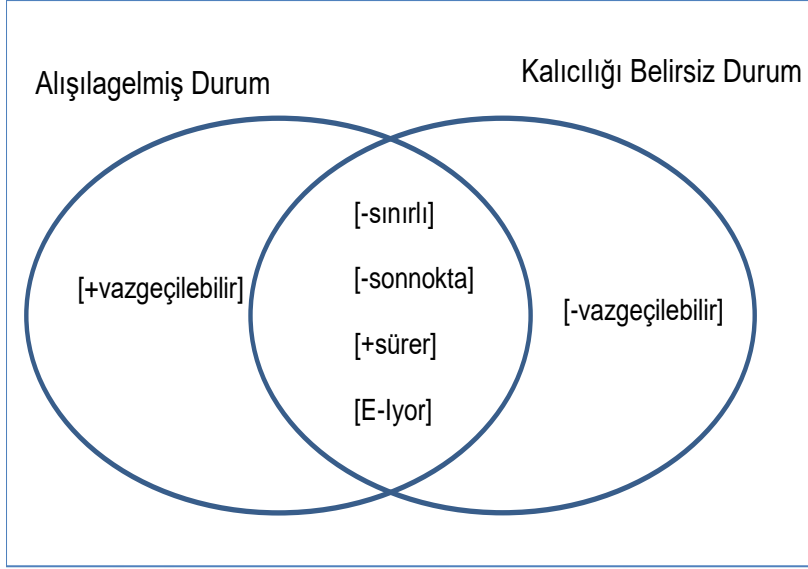 Alışılagelmiş Durum
Kalıcılığı Belirsiz Durum
[+vazgeçilebilir]
[-sınırlı]
[-sonnokta]
[+sürer]
[E-Iyor]
[-vazgeçilebilir]